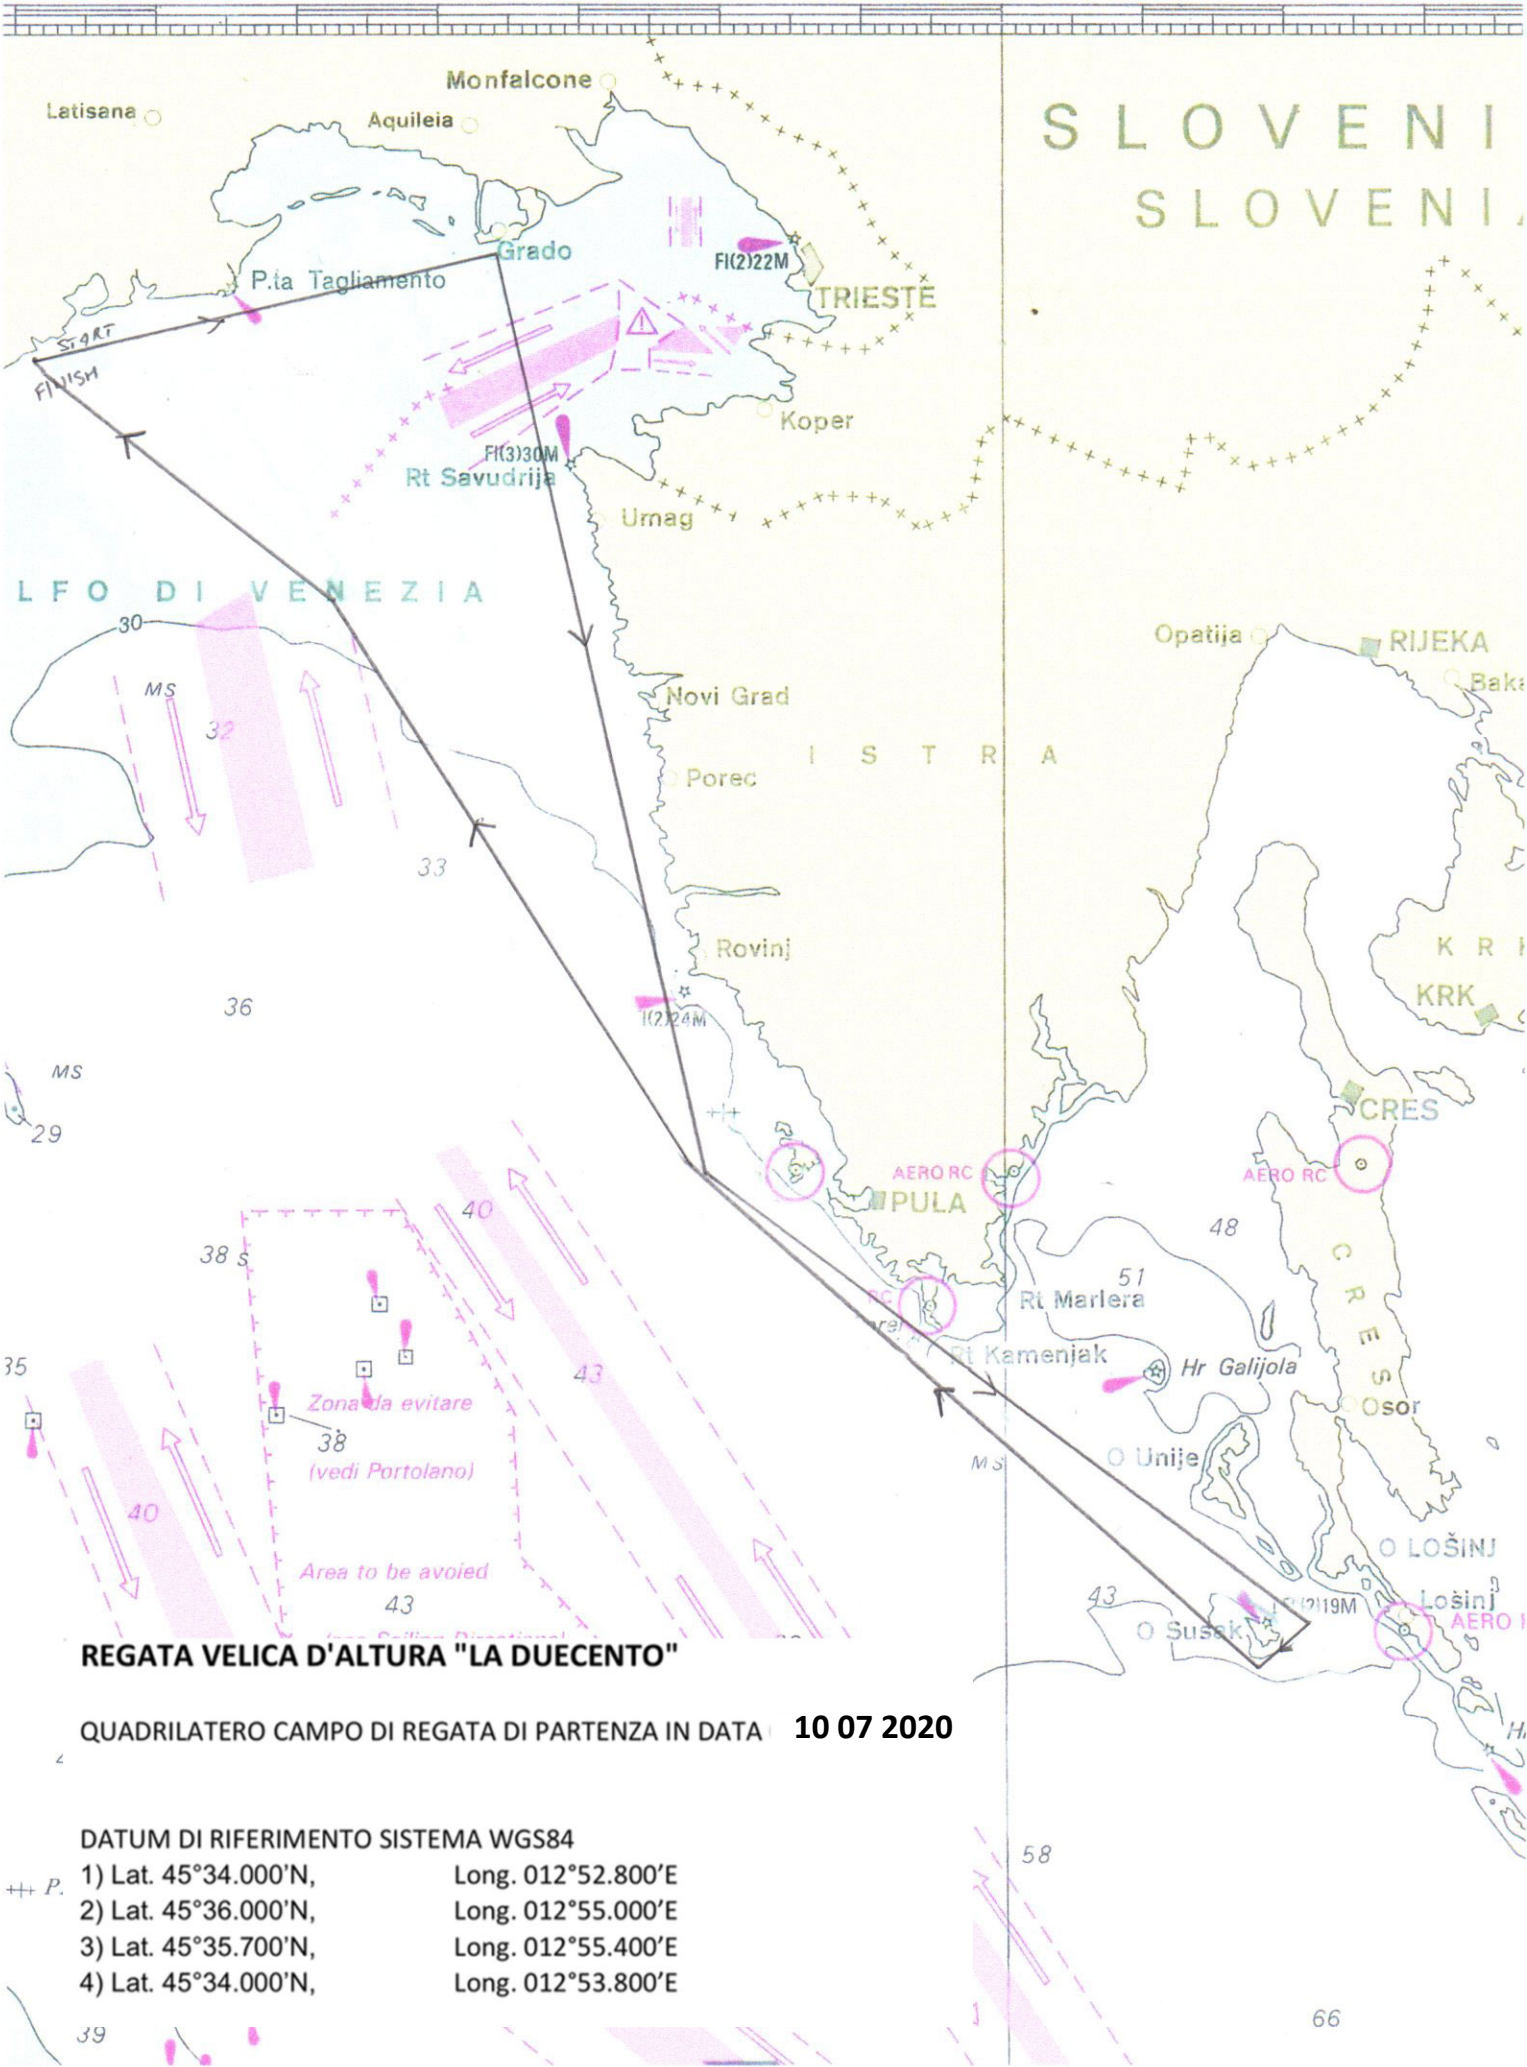 Monfalcone
Latisana
Aquileia
SLOVENI
SLOVENI
Grado
Fl(2)22M
P.ta Tagliamento
TRIESTE
START
FINISH
Koper
Fl(3)30M
Rt Savudrija
Umag
LFO DI VENEZIA
30
Opatija
RIJEKA
MS
Novi Grad
32
ISTRA
Porec
33
Rovinj
KR
36
KRK
l(2)24M
MS
CRES
29
AERO RC
AERO RC
PULA
40
48
38 s
51
CRES
RC
Rt Marlera
Rt Kamenjak
Hr Galijola
35
43
Zona da evitare
Osor
38
O Unije
MS
(vedi Portolano)
40
O LOŠINJ
Area to be avoied
43
43
(2)19M
Lošinj
AERO
O Susak
REGATA VELICA D'ALTURA "LA DUECENTO"
QUADRILATERO CAMPO DI REGATA DI PARTENZA IN DATA 10 07 2020
DATUM DI RIFERIMENTO SISTEMA WGS84
58
1) Lat. 45°34.000'N, Long. 012°52.800'E
P.
2) Lat. 45°36.000'N, Long. 012°55.000'E
3) Lat. 45°35.700'N, Long. 012°55.400'E
4) Lat. 45°34.000'N, Long. 012°53.800'E
66
39